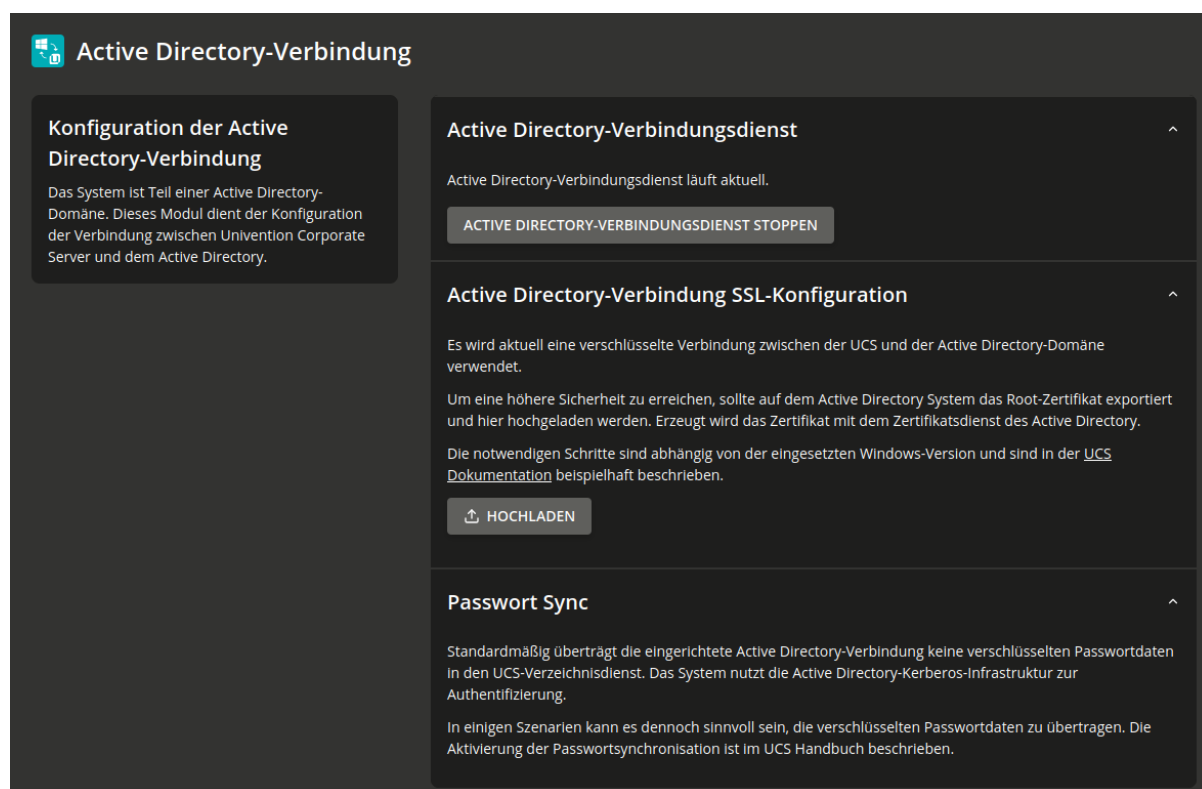 Active Directory-Verbindung
Konfiguration der Active
Directory-Verbindung
Das System ist Teil einer Active Directory-
Domäne. Dieses Modul dient der Konfiguration
der Verbindung zwischen Univention Corporate
Server und dem Active Directory.
Active Directory-Verbindungsdienst
Active Directory-Verbindungsdienst läuft aktuell.
ACTIVE DIRECTORY-VERBINDUNGSDIENST STOPPEN
Active Directory-Verbindung SSL-Konfiguration
Es wird aktuell eine verschlüsselte Verbindung zwischen der UCS und der Active Directory-Domäne
verwendet.
Um eine höhere Sicherheit zu erreichen, sollte auf dem Active Directory System das Root-Zertifikat exportiert
und hier hochgeladen werden. Erzeugt wird das Zertifikat mit dem Zertifikatsdienst des Active Directory.
Die notwendigen Schritte sind abhängig von der eingesetzten Windows-Version und sind in der UCS
Dokumentation beispielhaft beschrieben.
HOCHLADEN
Passwort Sync
Standardmäßig überträgt die eingerichtete Active Directory-Verbindung keine verschlüsselten Passwortdaten
in den UCS-Verzeichnisdienst. Das System nutzt die Active Directory-Kerberos-Infrastruktur zur
Authentifizierung.
In einigen Szenarien kann es dennoch sinnvoll sein, die verschlüsselten Passwortdaten zu übertragen. Die
Aktivierung der Passwortsynchronisation ist im UCS Handbuch beschrieben.